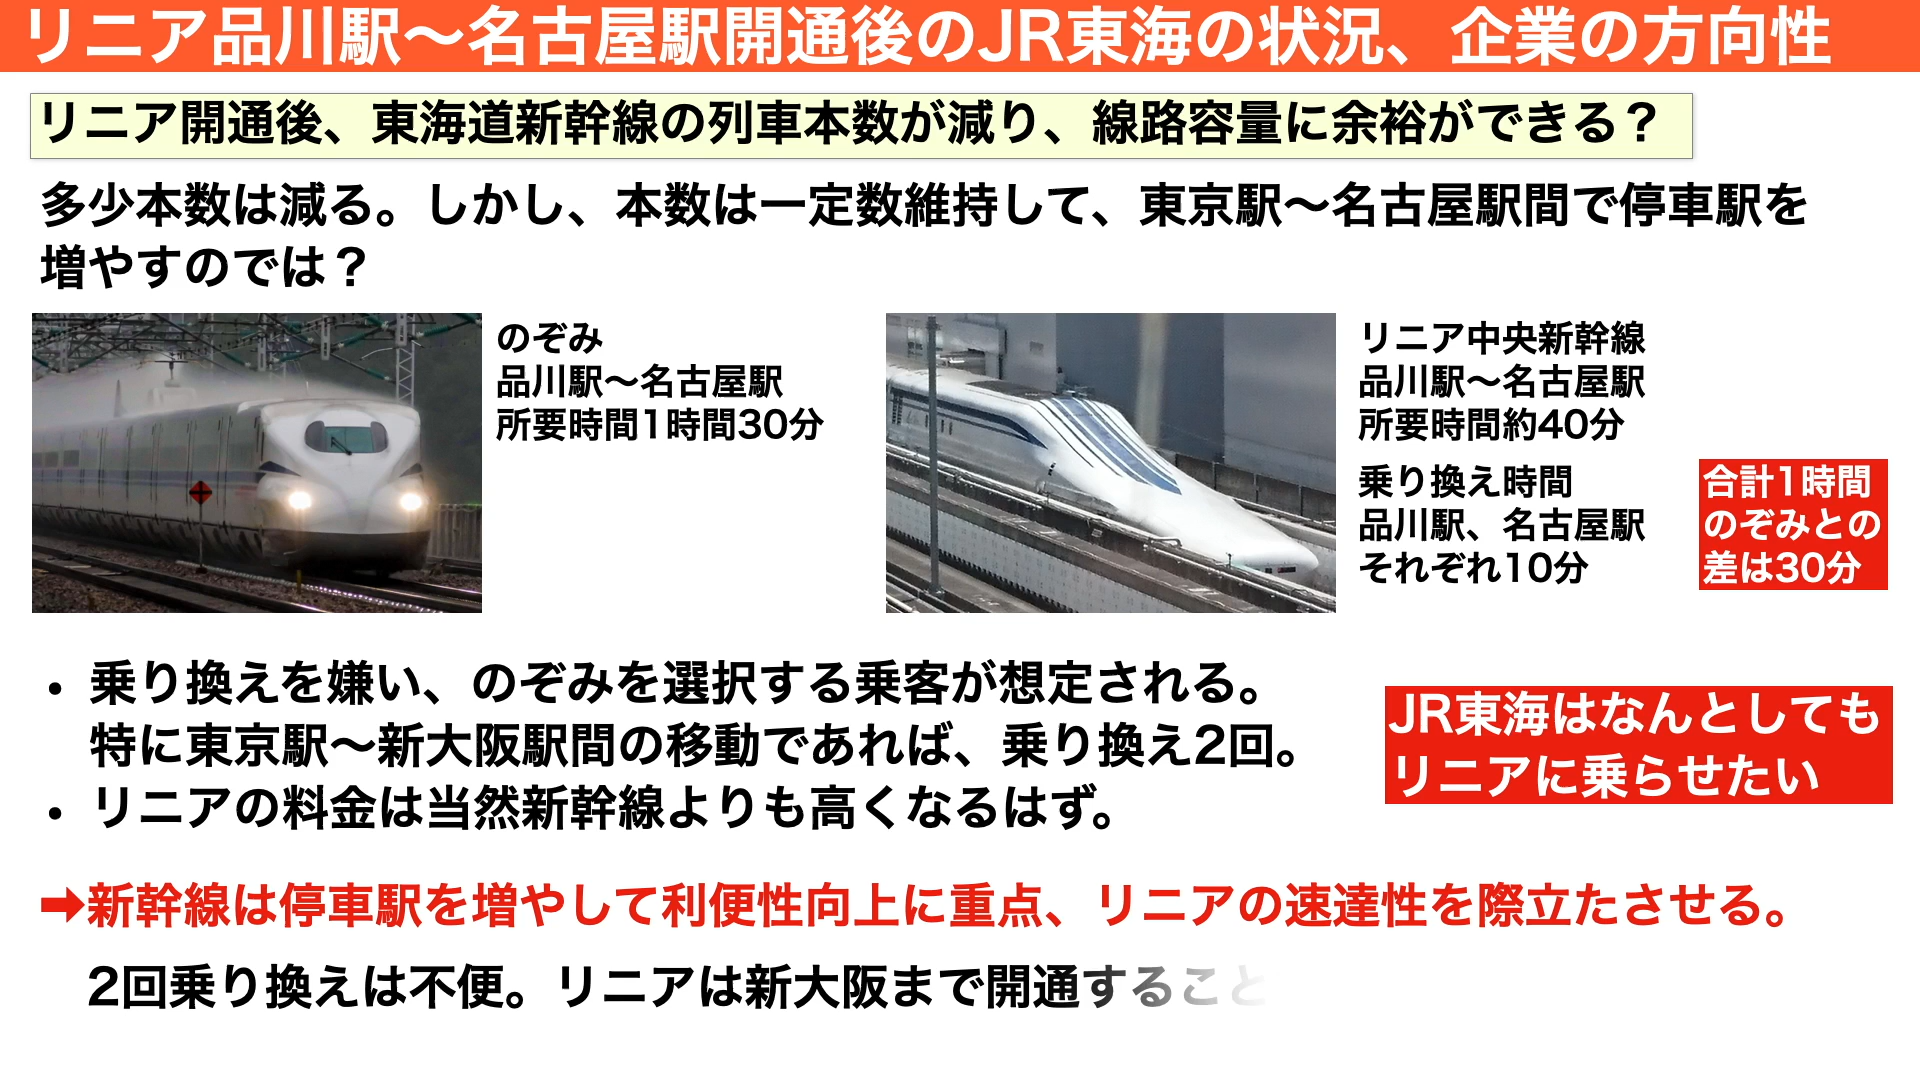 リニア品川駅〜名古屋駅開通後のJR東海の状況、企業の方向性
リニア開通後、東海道新幹線の列車本数が減り、線路容量に余裕ができる？
多少本数は減る。しかし、本数は一定数維持して、東京駅〜名古屋駅間で停車駅を
増やすのでは？
のぞみ
品川駅〜名古屋駅
所要時間1時間30分
リニア中央新幹線
品川駅〜名古屋駅
所要時間約40分
乗り換え時間
品川駅、名古屋駅
それぞれ10分
合計1時間
のぞみとの
差は30分
• 乗り換えを嫌い、のぞみを選択する乗客が想定される。
特に東京駅〜新大阪駅間の移動であれば、乗り換え2回。
• リニアの料金は当然新幹線よりも高くなるはず。
JR東海はなんとしても
リニアに乗らせたい
➡新幹線は停車駅を増やして利便性向上に重点、リニアの速達性を際立たさせる。
2回乗り換えは不便。リニアは新大阪まで開通すること